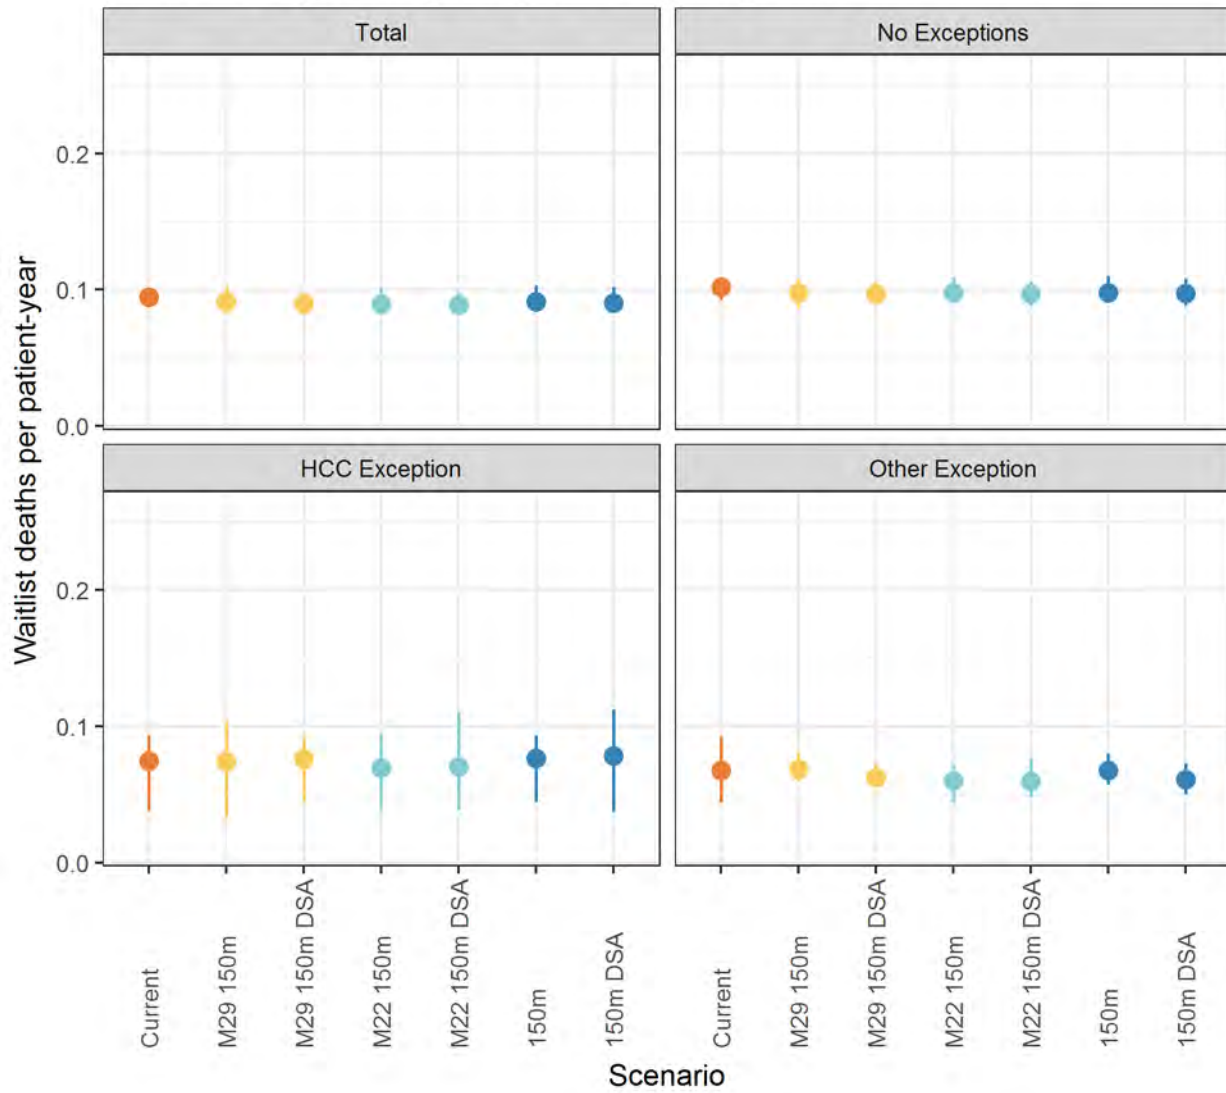 Total
No Exceptions
0.2
0.1
0.0
HCC Exception
Other Exception
0.2
0.1
0.0
Waitlist deaths per patient-year
Current
M29 150m
M29 150m DSA
M22 150m
M22 150m DSA
150m
150m DSA
Current
M29 150m
M29 150m DSA
M22 150m
M22 150m DSA
150m
150m DSA
Scenario